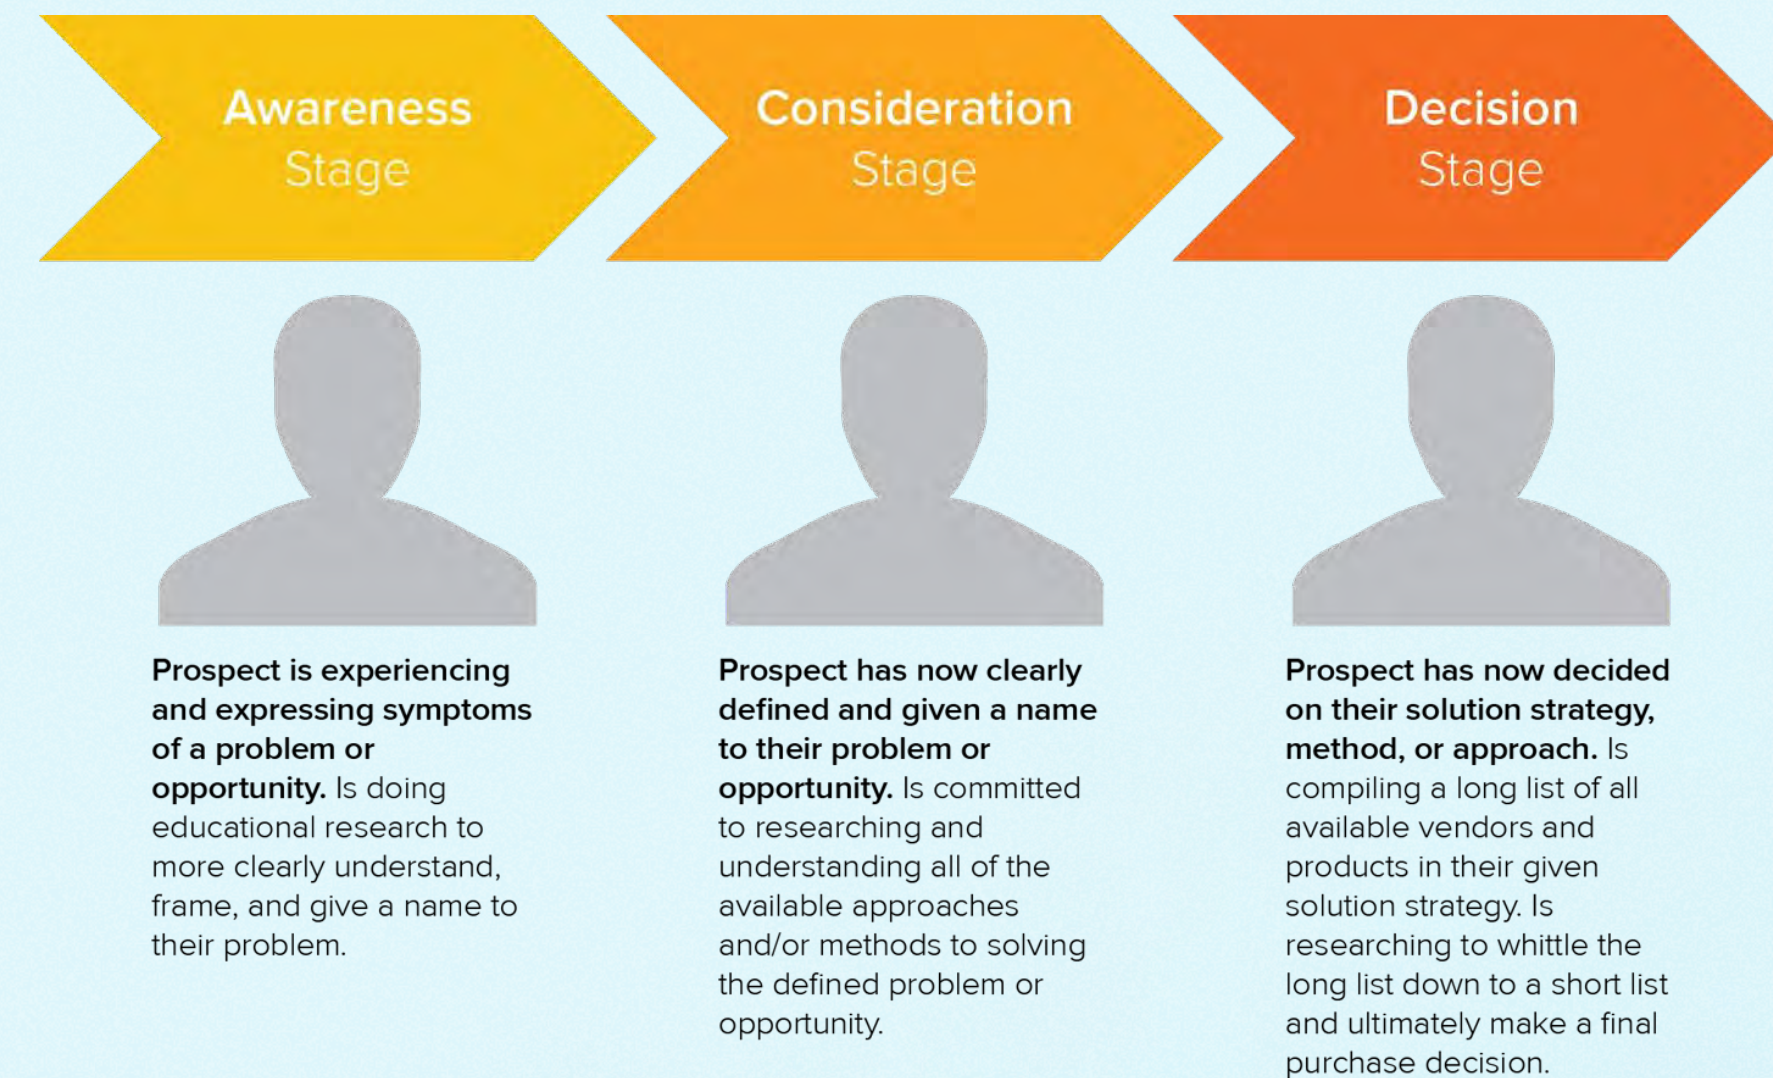 Awareness
Stage
Consideration
Stage
Decision
Stage
Prospect is experiencing
and expressing symptoms
of a problem or
opportunity. Is doing
educational research to
more clearly understand,
frame, and give a name to
their problem.
Prospect has now clearly
defined and given a name
to their problem or
opportunity. Is committed
to researching and
understanding all of the
available approaches
and/or methods to solving
the defined problem or
opportunity.
Prospect has now decided
on their solution strategy,
method, or approach. Is
compiling a long list of all
available vendors and
products in their given
solution strategy. Is
researching to whittle the
long list down to a short list
and ultimately make a final
purchase decision.